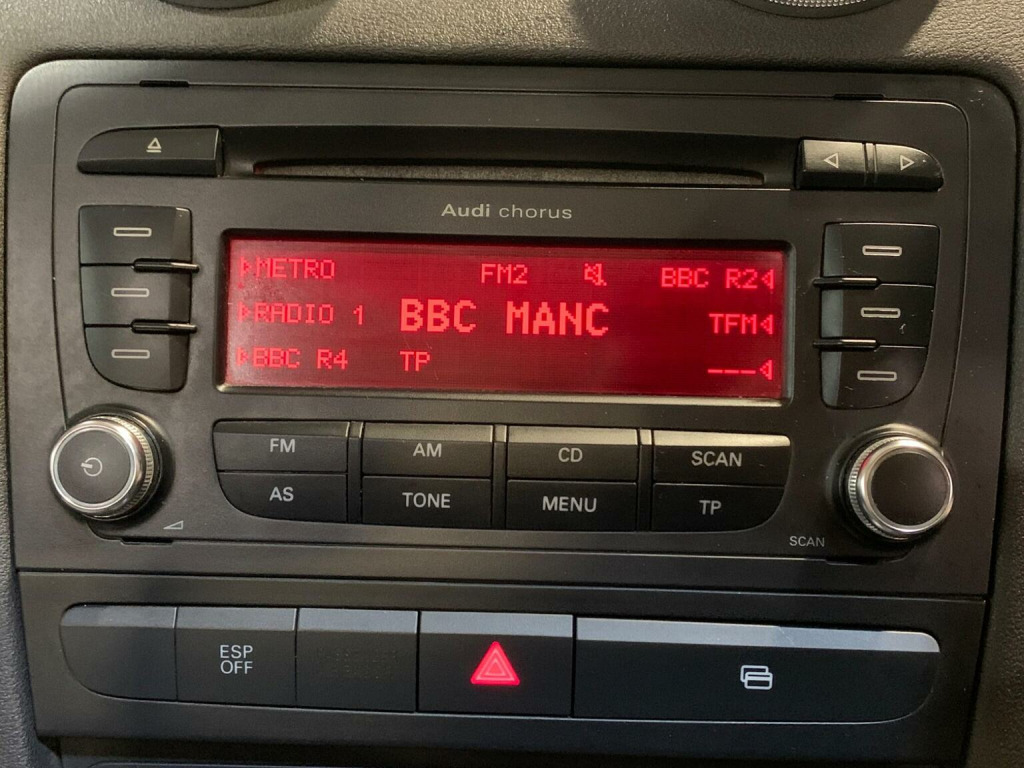 Audi chorus
METRO FM2 BBC R2
RADIO 1 BBC MANC TFM
BBC R4 TP ---
FM AM CD SCAN
AS TONE MENU TP
SCAN
ESP
OFF